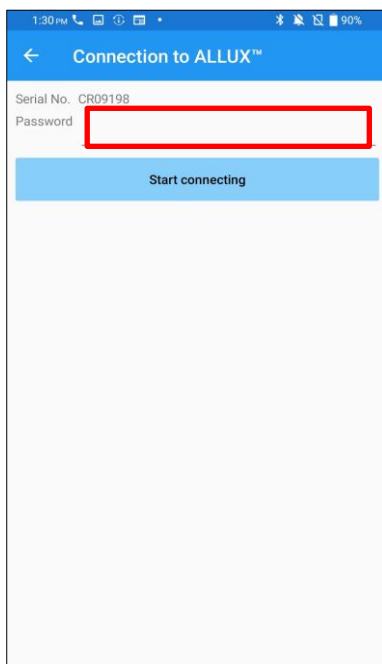 1:30 PM 90%
Connection to ALLUX™
Serial No. CR09198
Password
Start connecting